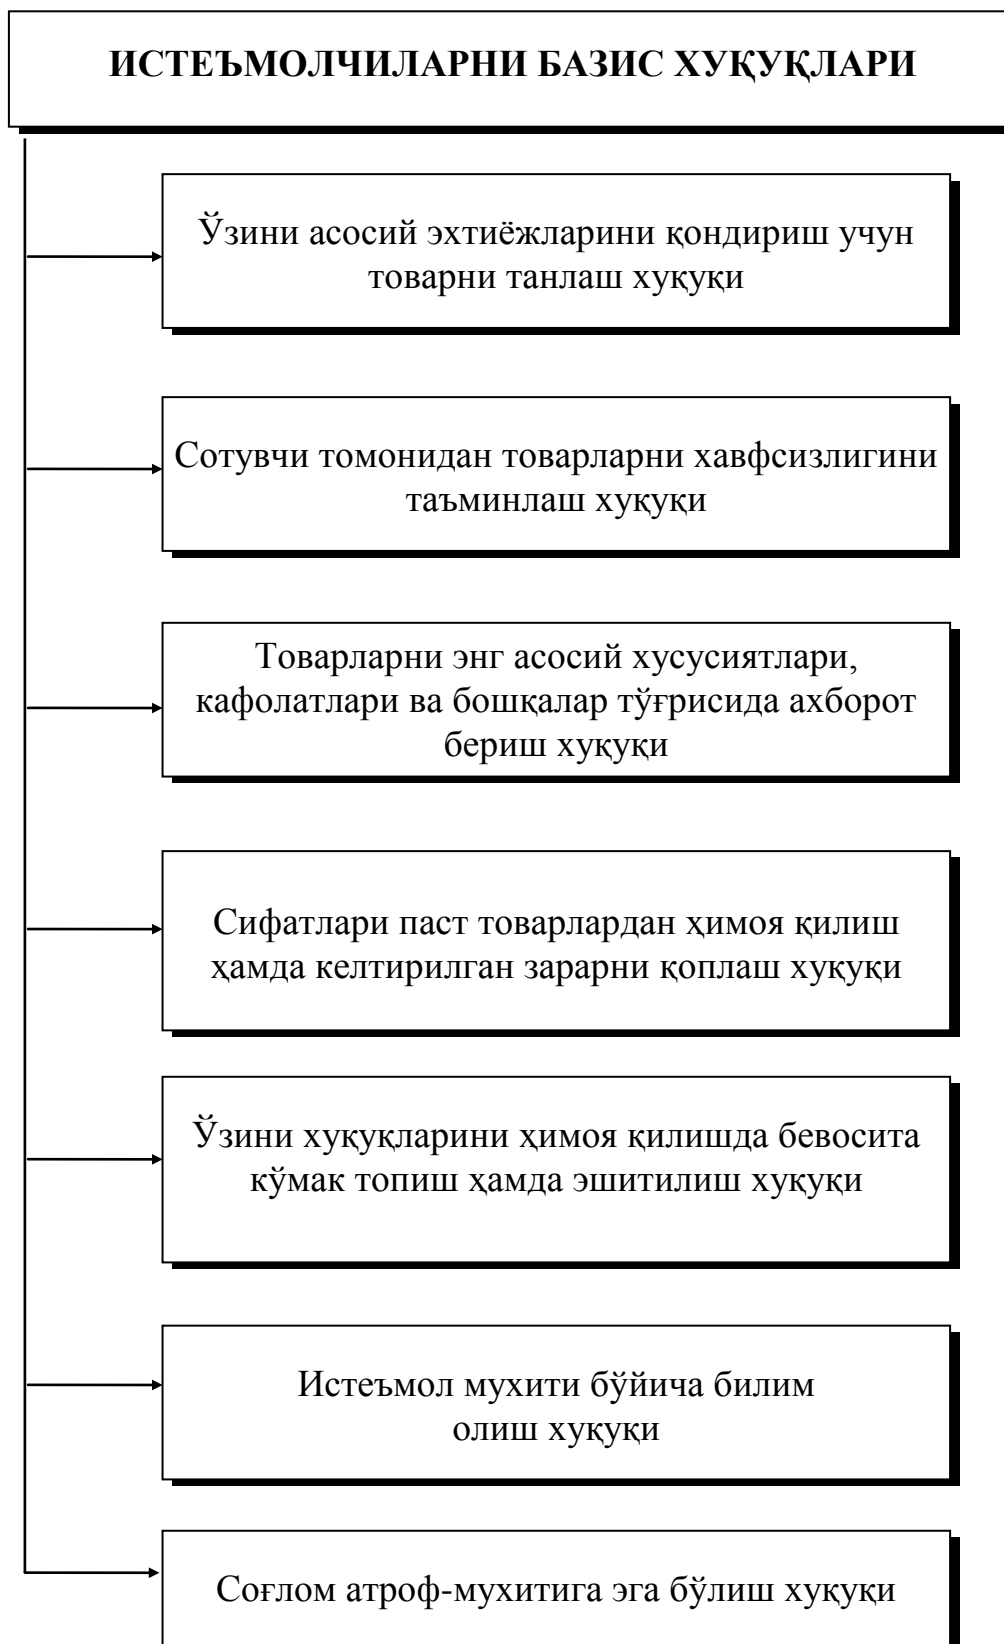 ИСТЕЪМОЛЧИЛАРНИ БАЗИС ХУҚУҚЛАРИ
Ўзини асосий эхтиёжларини қондириш учун
товарни танлаш хуқуқи
Сотувчи томонидан товарларни хавфсизлигини
таъминлаш хуқуқи
Товарларни энг асосий хусусиятлари,
кафолатлари ва бошқалар тўғрисида ахборот
бериш хуқуқи
Сифатлари паст товарлардан ҳимоя қилиш
ҳамда келтирилган зарарни қоплаш хуқуқи
Ўзини хуқуқларини ҳимоя қилишда бевосита
кўмак топиш ҳамда эшитилиш хуқуқи
Истеъмол мухити бўйича билим
олиш хуқуқи
Соғлом атроф-мухитига эга бўлиш хуқуқи